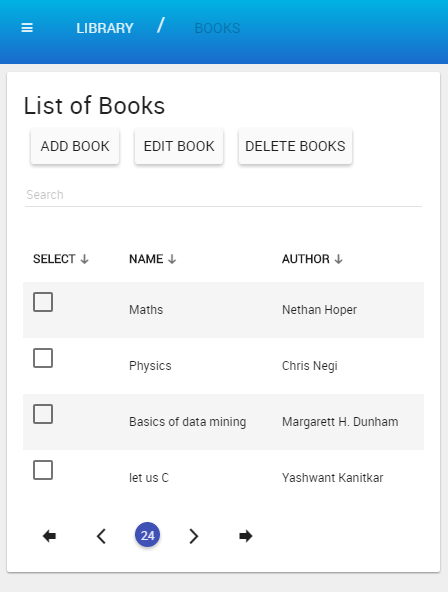 LIBRARY / BOOKS
List of Books
ADD BOOK EDIT BOOK DELETE BOOKS
Search
SELECT NAME AUTHOR
Maths Nethan Hoper
Physics Chris Negi
Basics of data mining Margarett H. Dunham
let us C Yashwant Kanitkar
24